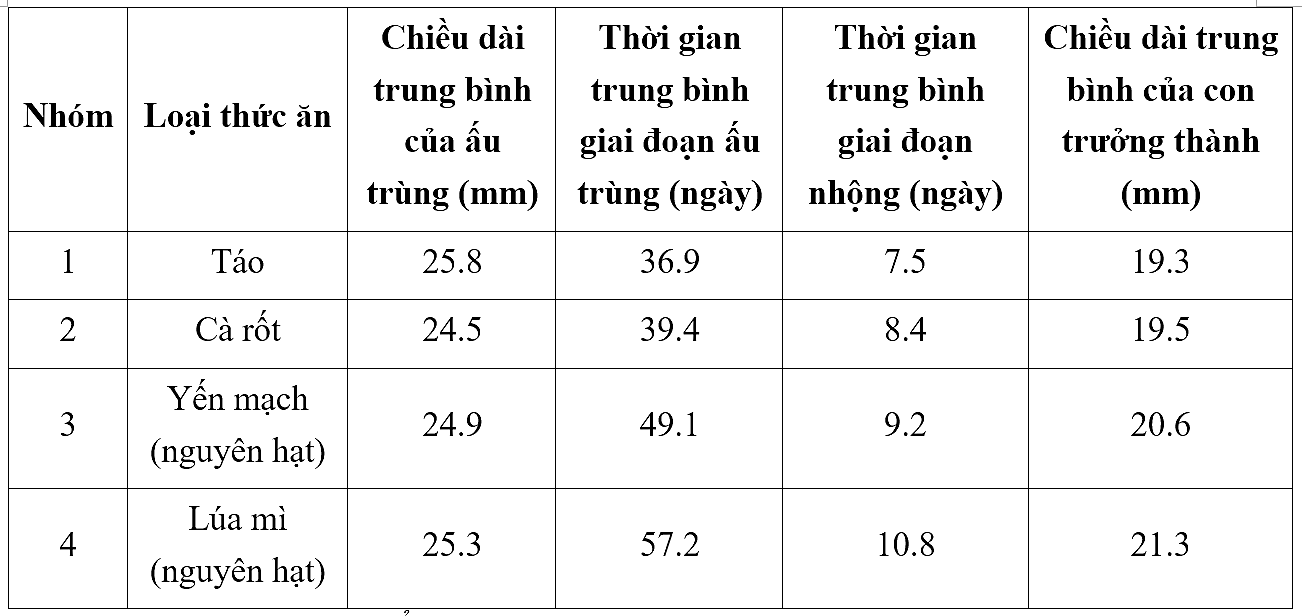 Nhóm
Loại thức ăn
Chiều dài
trung bình
của ấu
trùng (mm)
Thời gian
trung bình
giai đoạn ấu
trùng (ngày)
Thời gian
trung bình
giai đoạn
nhộng (ngày)
Chiều dài trung
bình của con
trưởng thành
(mm)
1
Táo
25.8
36.9
7.5
19.3
2
Cà rốt
24.5
39.4
8.4
19.5
3
Yến mạch
(nguyên hạt)
24.9
49.1
9.2
20.6
4
Lúa mì
(nguyên hạt)
25.3
57.2
10.8
21.3